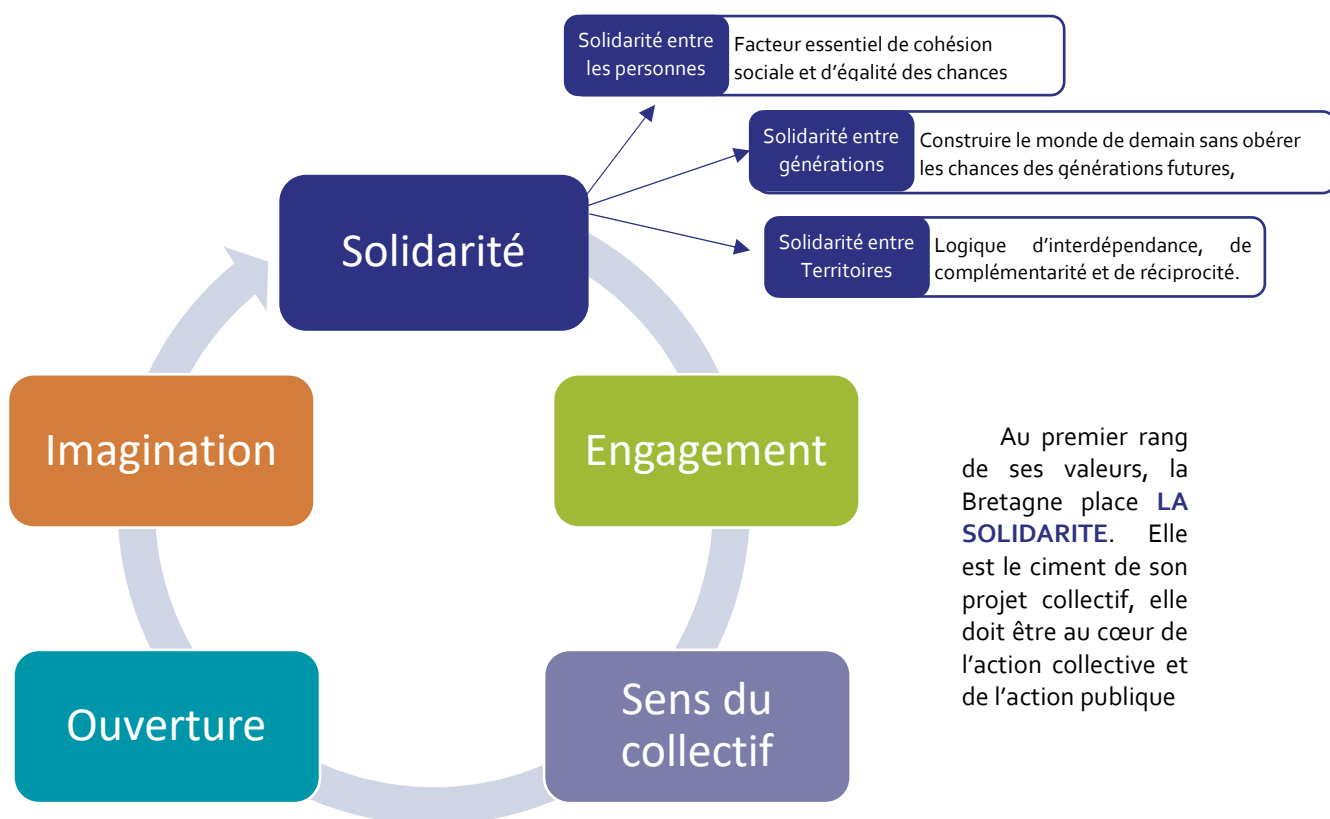 Solidarité entre
les personnes
Facteur essentiel de cohésion
sociale et d'égalité des chances
Solidarité entre
générations
Construire le monde de demain sans obérer
les chances des générations futures,
Solidarité entre
Territoires
Logique d'interdépendance, de
complémentarité et de réciprocité.
Solidarité
Engagement
Sens du
collectif
Ouverture
Imagination
Au premier rang
de ses valeurs, la
Bretagne place LA
SOLIDARITE. Elle
est le ciment de son
projet collectif, elle
doit être au cœur de
l'action collective et
de l'action publique